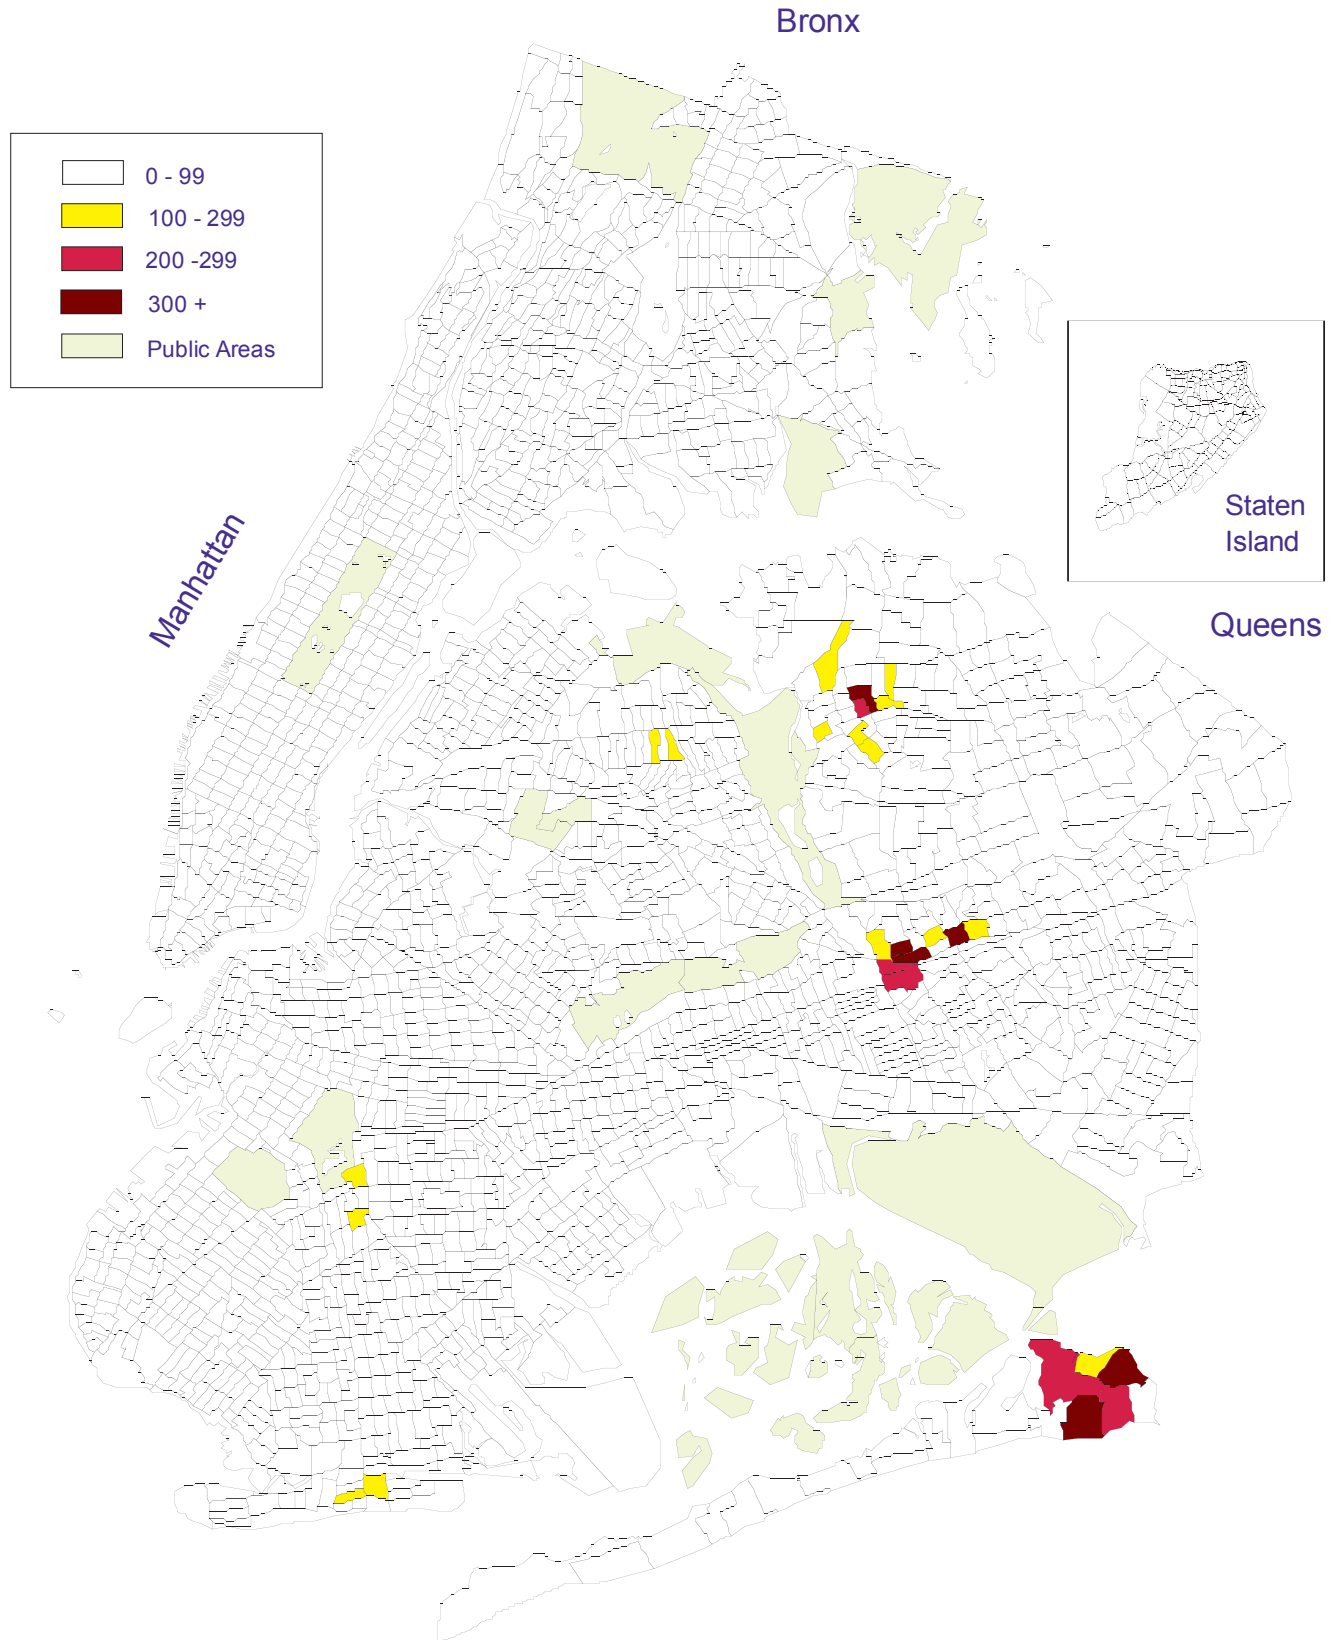 Bronx
0 - 99
100 - 299
200 -299
300 +
Public Areas
Manhattan
Staten
Island
Queens